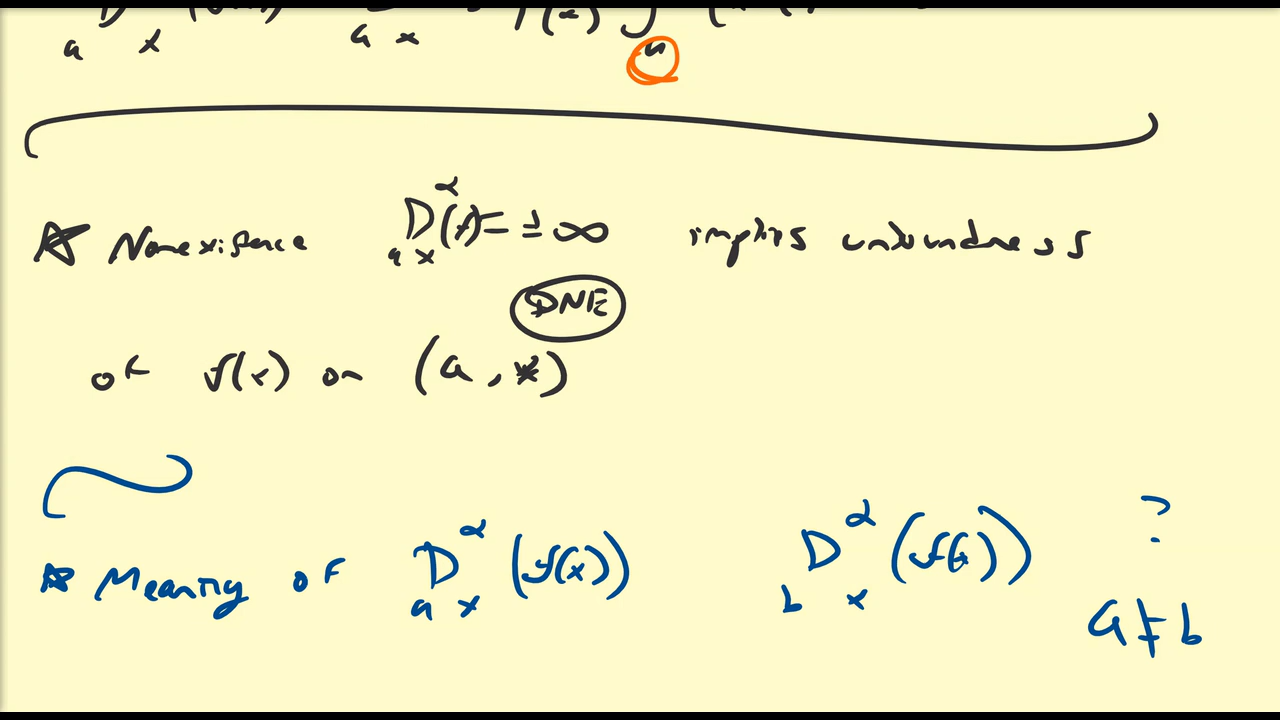 a D x a x Γ(α) ∫ a
☆ Nonexistence ₐDₓ^α(f) = ± ∞ implies unboundness
DNE
of f(x) on (a, x)
☆ Meaning of ₐDₓ^α (f(x)) ᵦDₓ^α (f(x)) ?
a ≠ b